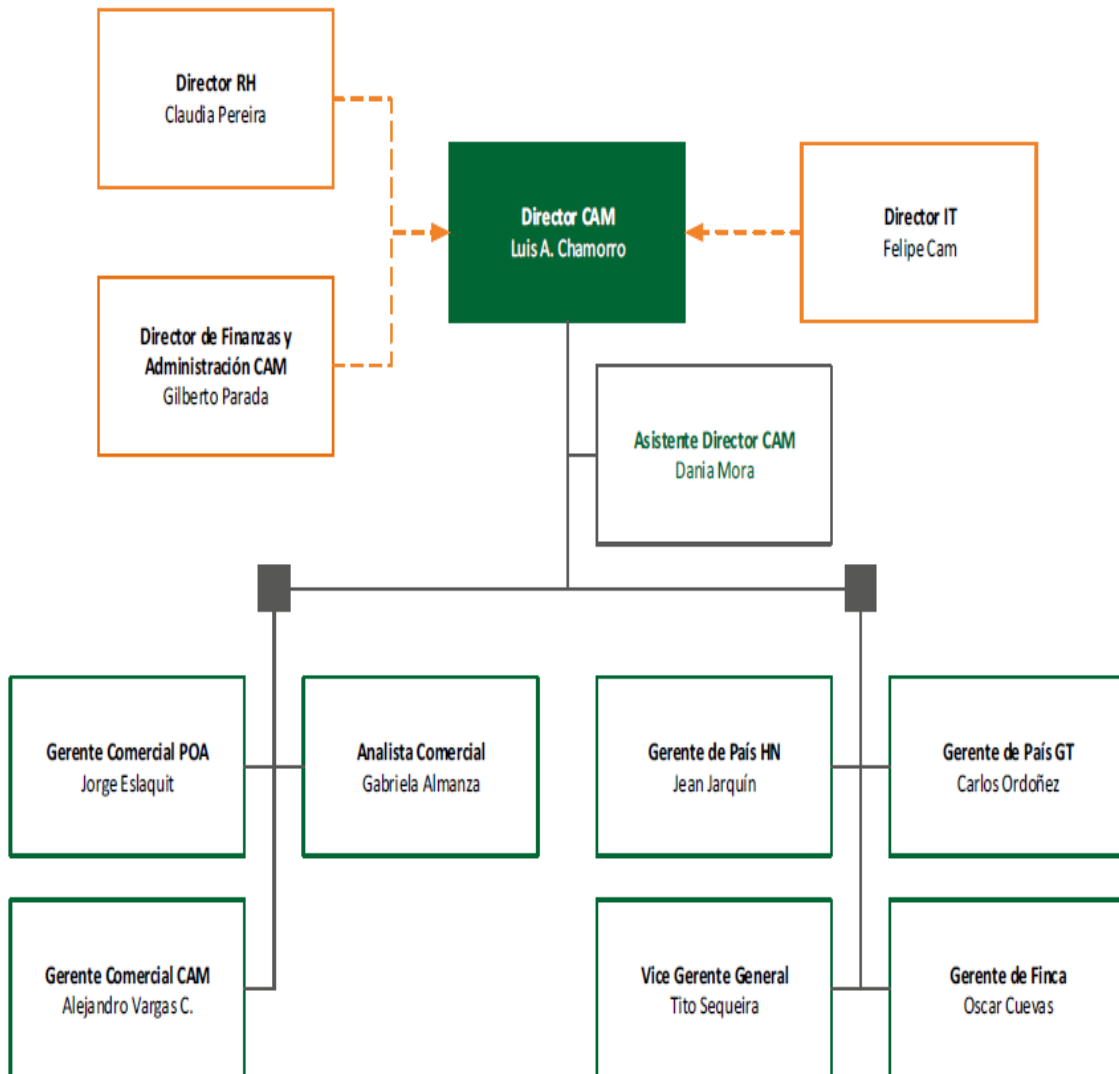 Director RH
Claudia Pereira
Director CAM
Luis A. Chamorro
Director IT
Felipe Cam
Director de Finanzas y
Administración CAM
Gilberto Parada
Asistente Director CAM
Dania Mora
Gerente Comercial POA
Jorge Eslaquit
Analista Comercial
Gabriela Almanza
Gerente de País HN
Jean Jarquín
Gerente de País GT
Carlos Ordoñez
Gerente Comercial CAM
Alejandro Vargas C.
Vice Gerente General
Tito Sequeira
Gerente de Finca
Oscar Cuevas